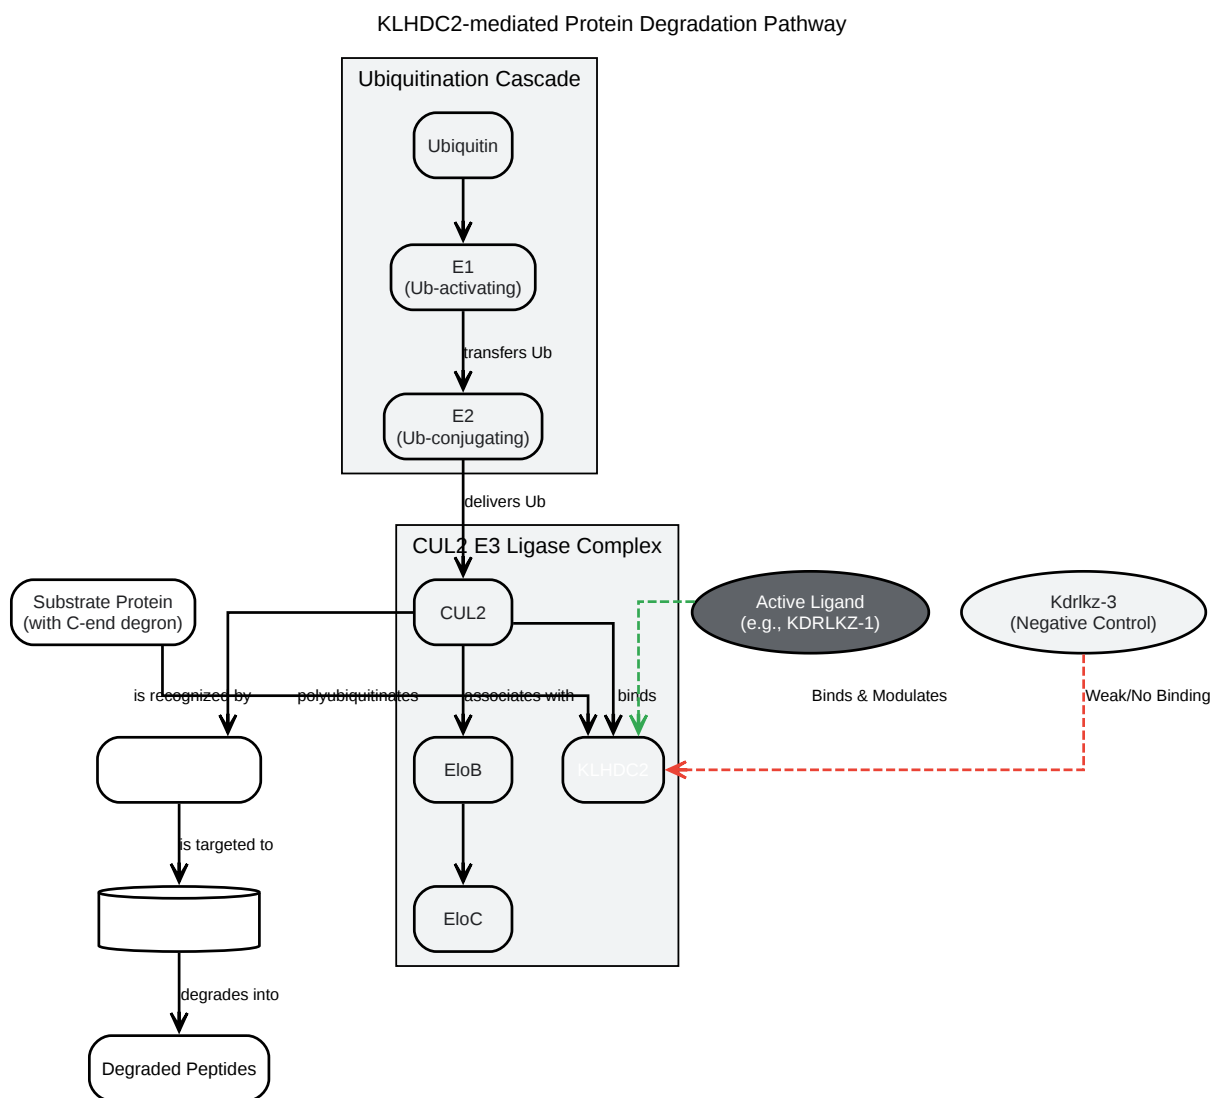 KLHDC2-mediated Protein Degradation Pathway
Ubiquitination Cascade
Ubiquitin
E1
(Ub-activating)
transfers Ub
E2
(Ub-conjugating)
delivers Ub
CUL2 E3 Ligase Complex
Substrate Protein
(with C-end degron)
CUL2
Active Ligand
(e.g., KDRLKZ-1)
Kdrlkz-3
(Negative Control)
is recognized by
polyubiquitinates
associates with
binds
Binds & Modulates
Weak/No Binding
EloB
KLHDC2
is targeted to
EloC
degrades into
Degraded Peptides